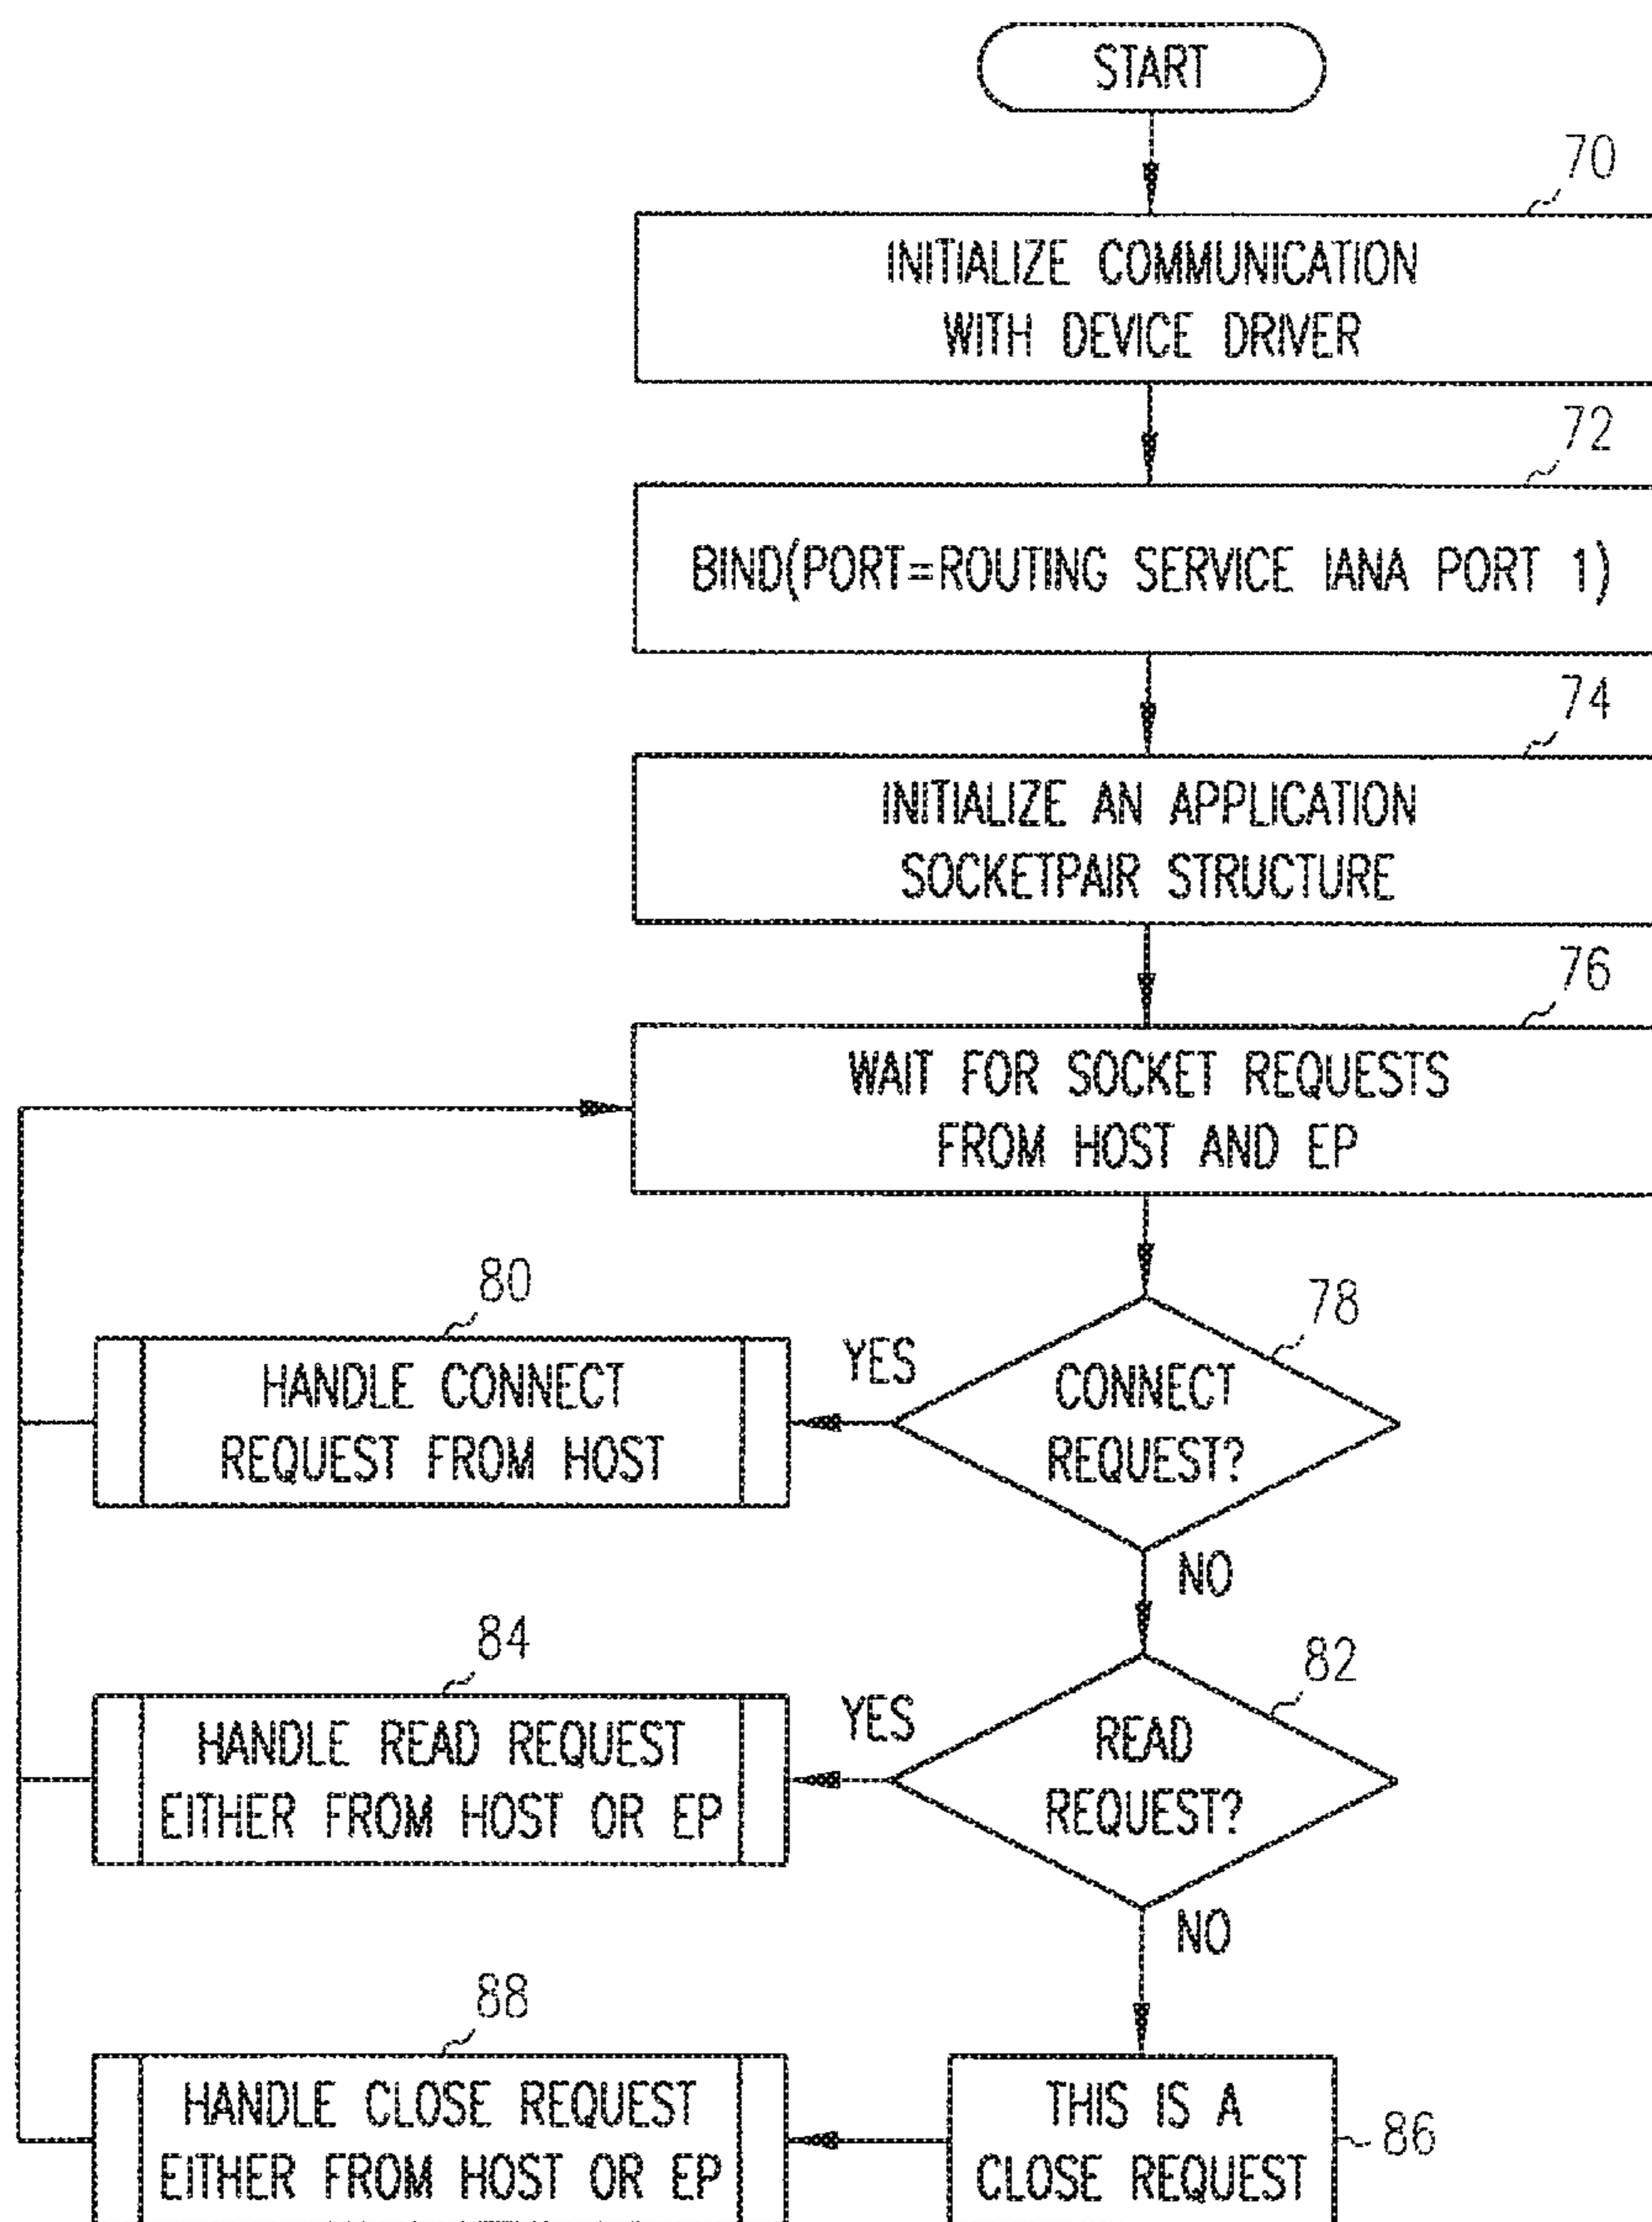 START
70
INITIALIZE COMMUNICATION
WITH DEVICE DRIVER
72
BIND(PORT=ROUTING SERVICE IANA PORT 1)
74
INITIALIZE AN APPLICATION
SOCKETPAIR STRUCTURE
76
WAIT FOR SOCKET REQUESTS
FROM HOST AND EP
80
HANDLE CONNECT
REQUEST FROM HOST
YES
78
CONNECT
REQUEST?
NO
84
HANDLE READ REQUEST
EITHER FROM HOST OR EP
YES
82
READ
REQUEST?
NO
88
HANDLE CLOSE REQUEST
EITHER FROM HOST OR EP
THIS IS A
CLOSE REQUEST
86